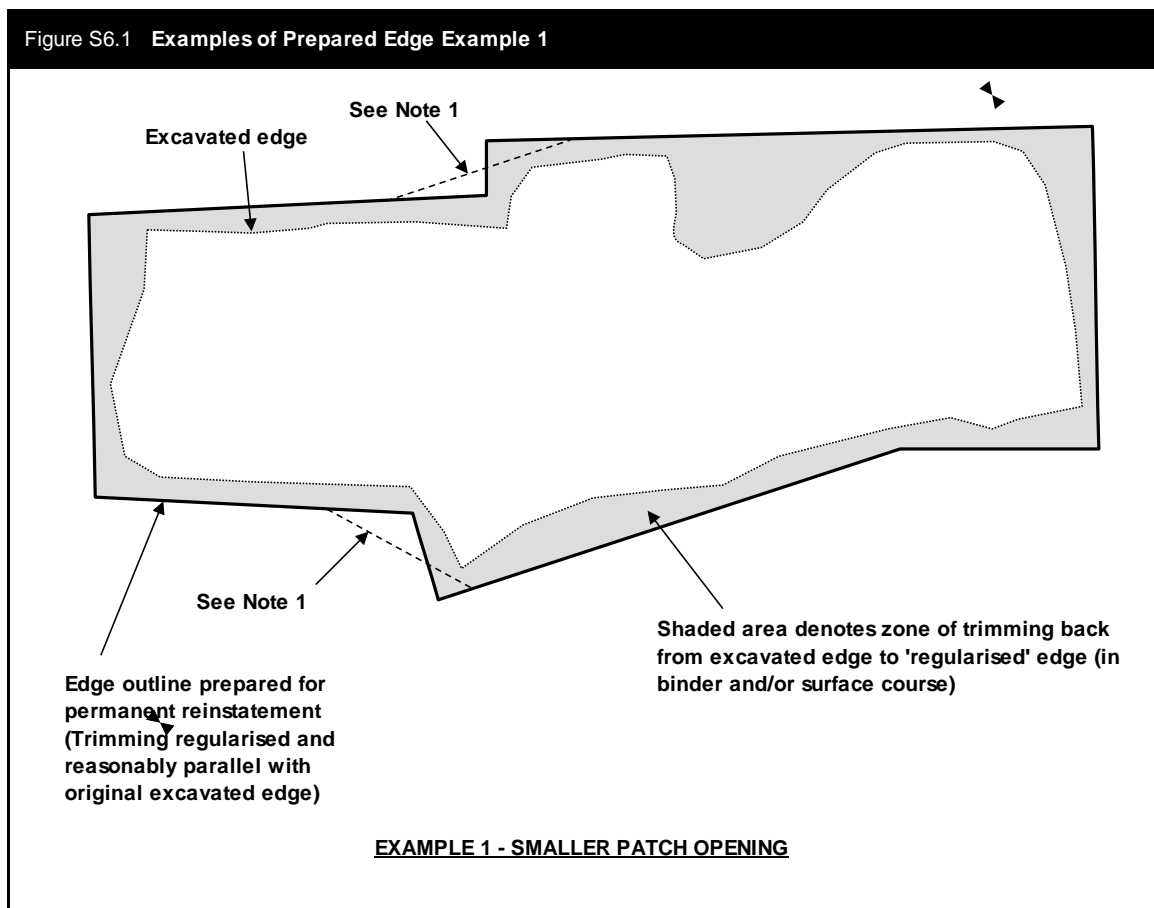 Figure S6.1 Examples of Prepared Edge Example 1
See Note 1
Excavated edge
See Note 1
Shaded area denotes zone of trimming back
from excavated edge to 'regularised' edge (in
binder and/or surface course)
Edge outline prepared for
permanent reinstatement
(Trimming regularised and
reasonably parallel with
original excavated edge)
EXAMPLE 1 - SMALLER PATCH OPENING